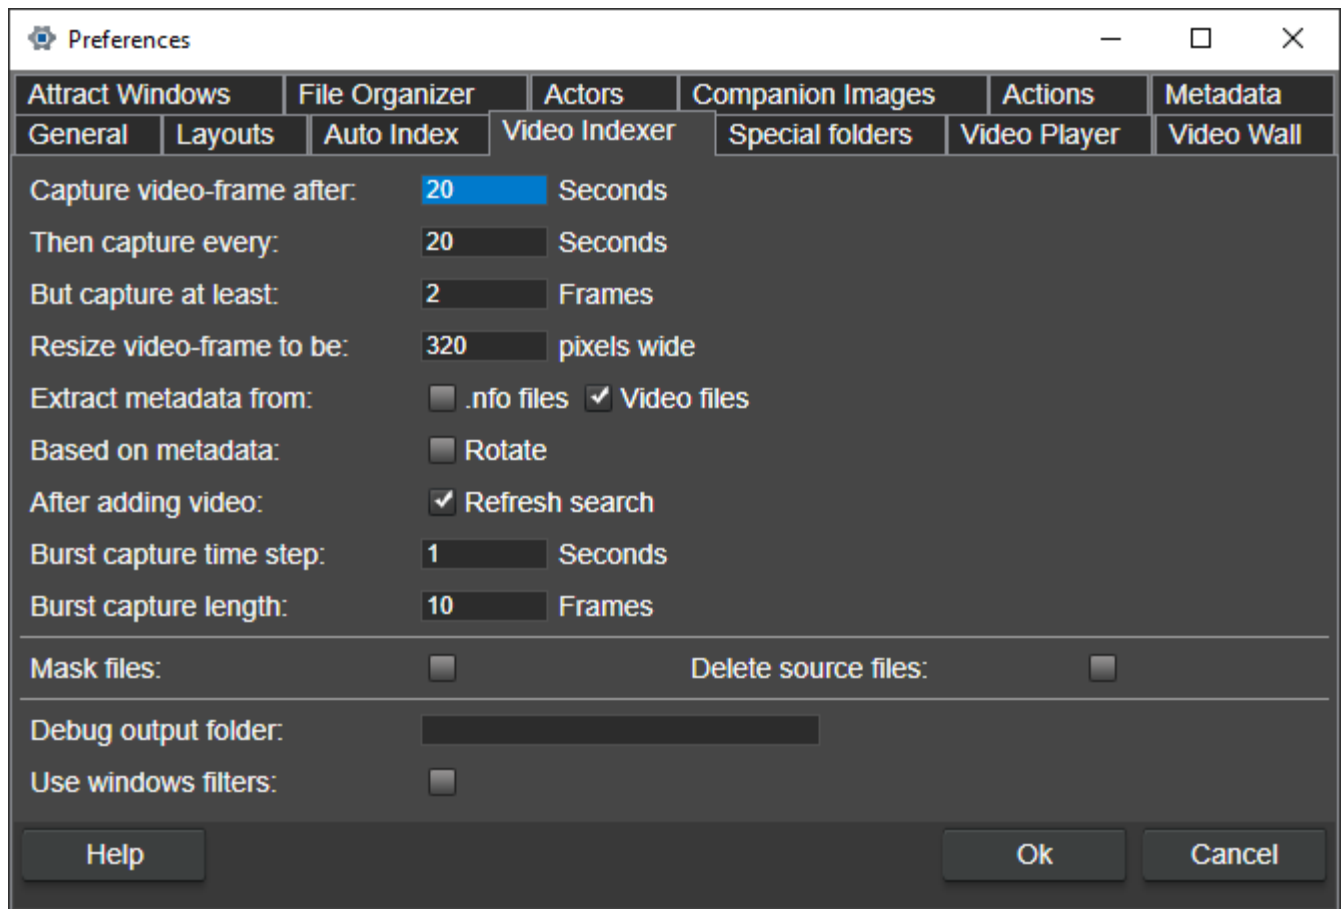 Preferences
Attract Windows File Organizer Actors Companion Images Actions Metadata
General Layouts Auto Index Video Indexer Special folders Video Player Video Wall
Capture video-frame after: 20 Seconds
Then capture every: 20 Seconds
But capture at least: 2 Frames
Resize video-frame to be: 320 pixels wide
Extract metadata from: .nfo files Video files
Based on metadata: Rotate
After adding video: Refresh search
Burst capture time step: 1 Seconds
Burst capture length: 10 Frames
Mask files: Delete source files:
Debug output folder:
Use windows filters:
Help Ok Cancel